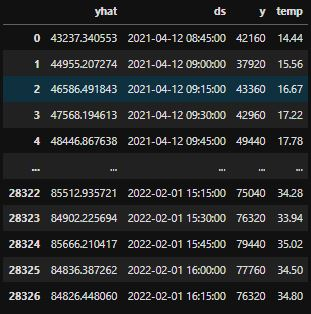 yhat ds y temp
0 43237.340553 2021-04-12 08:45:00 42160 14.44
1 44955.207274 2021-04-12 09:00:00 37920 15.56
2 46586.491843 2021-04-12 09:15:00 43360 16.67
3 47568.194613 2021-04-12 09:30:00 42960 17.22
4 48446.867638 2021-04-12 09:45:00 49440 17.78
... ... ... ... ...
28322 85512.935721 2022-02-01 15:15:00 75040 34.28
28323 84902.225694 2022-02-01 15:30:00 76320 33.94
28324 85666.210417 2022-02-01 15:45:00 79440 35.02
28325 84836.387262 2022-02-01 16:00:00 77760 34.50
28326 84826.448060 2022-02-01 16:15:00 76320 34.80